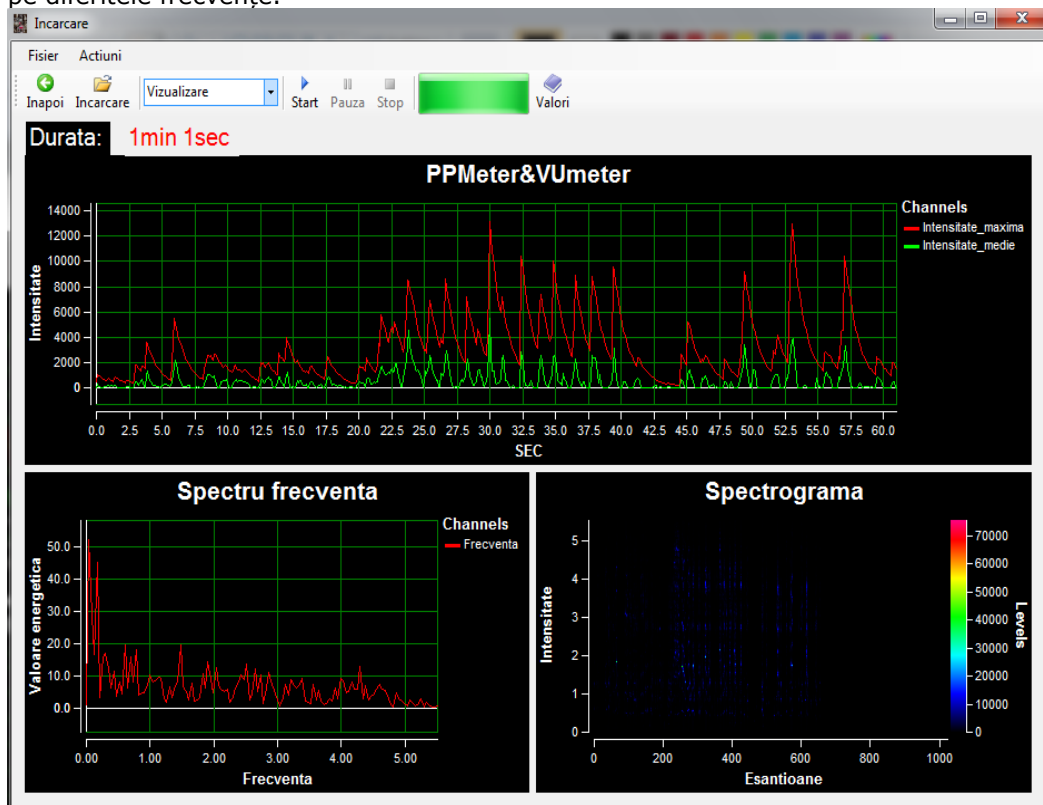 pe diferitele frecvențe.
Incarcare
Fisier Actiuni
Inapoi Incarcare Vizualizare Start Pauza Stop Valori
Durata: 1min 1sec
PPMeter&VUmeter
Intensitate
14000
12000
10000
8000
6000
4000
2000
0
0.0 2.5 5.0 7.5 10.0 12.5 15.0 17.5 20.0 22.5 25.0 27.5 30.0 32.5 35.0 37.5 40.0 42.5 45.0 47.5 50.0 52.5 55.0 57.5 60.0
SEC
Channels
Intensitate_maxima
Intensitate_medie
Spectru frecventa
Valoare energetica
50.0
40.0
30.0
20.0
10.0
0.0
0.00 1.00 2.00 3.00 4.00 5.00
Frecventa
Channels
Frecventa
Spectrograma
Intensitate
5
4
3
2
1
0
0 200 400 600 800 1000
Esantioane
70000
60000
50000
40000
30000
20000
10000
0
Levels